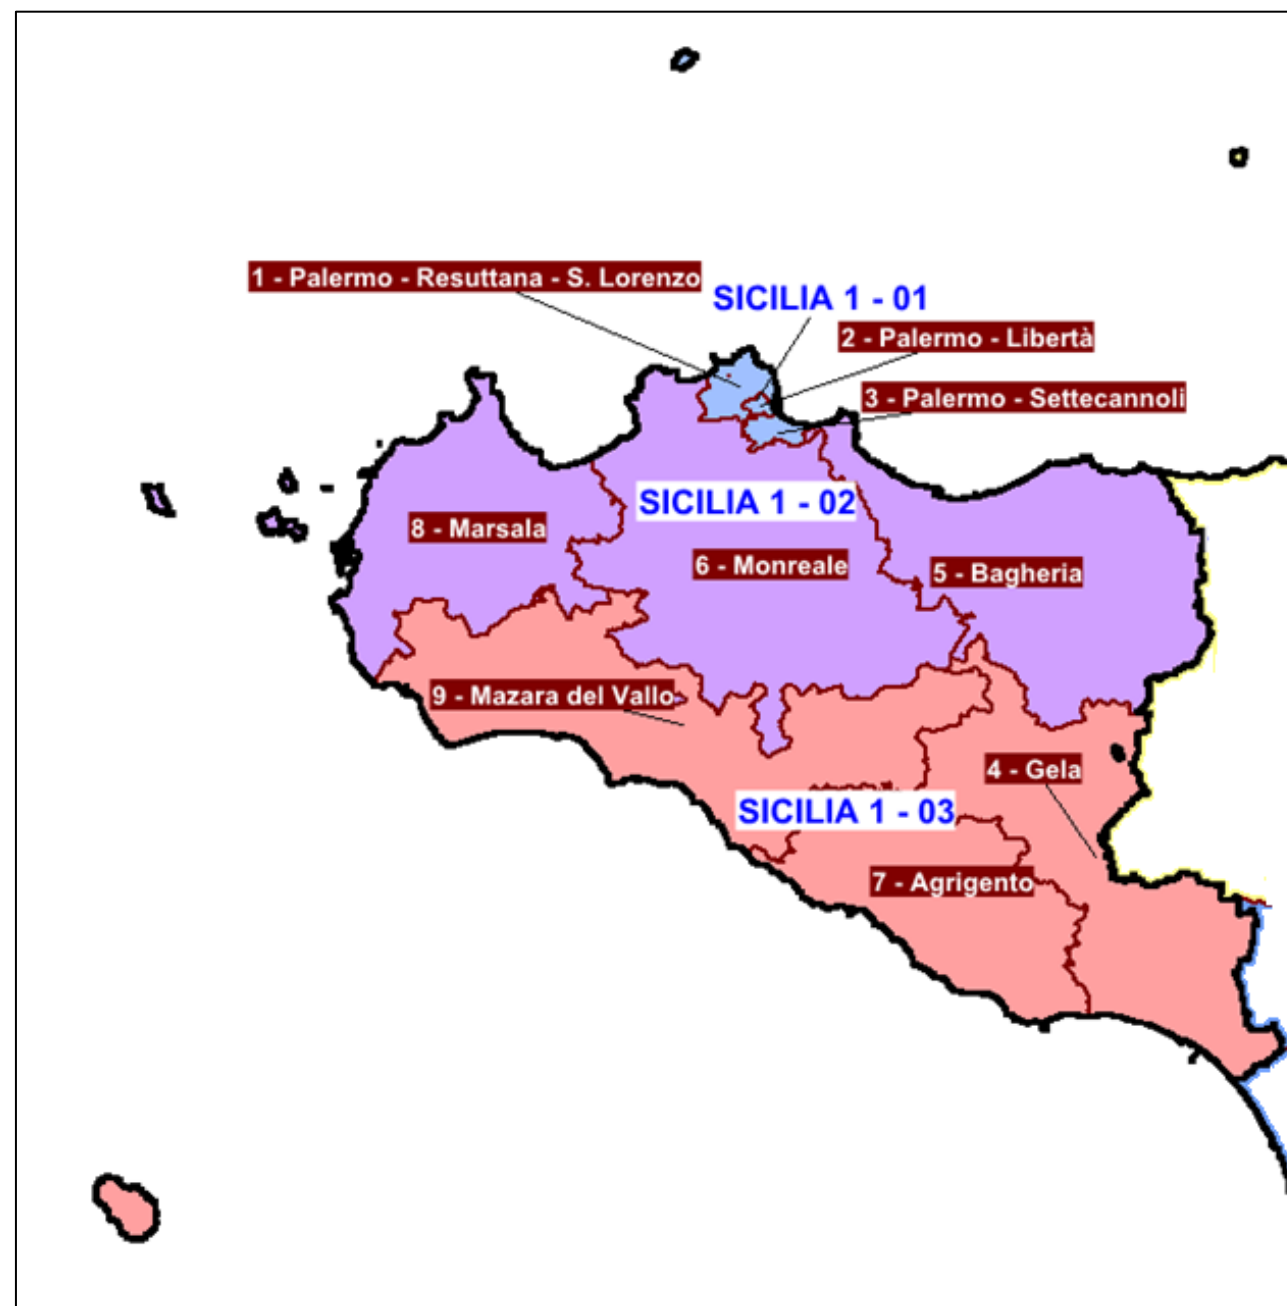 1 - Palermo - Resuttana - S. Lorenzo
SICILIA 1 - 01
2 - Palermo - Libertà
3 - Palermo - Settecannoli
SICILIA 1 - 02
8 - Marsala
6 - Monreale
5 - Bagheria
9 - Mazara del Vallo
4 - Gela
SICILIA 1 - 03
7 - Agrigento